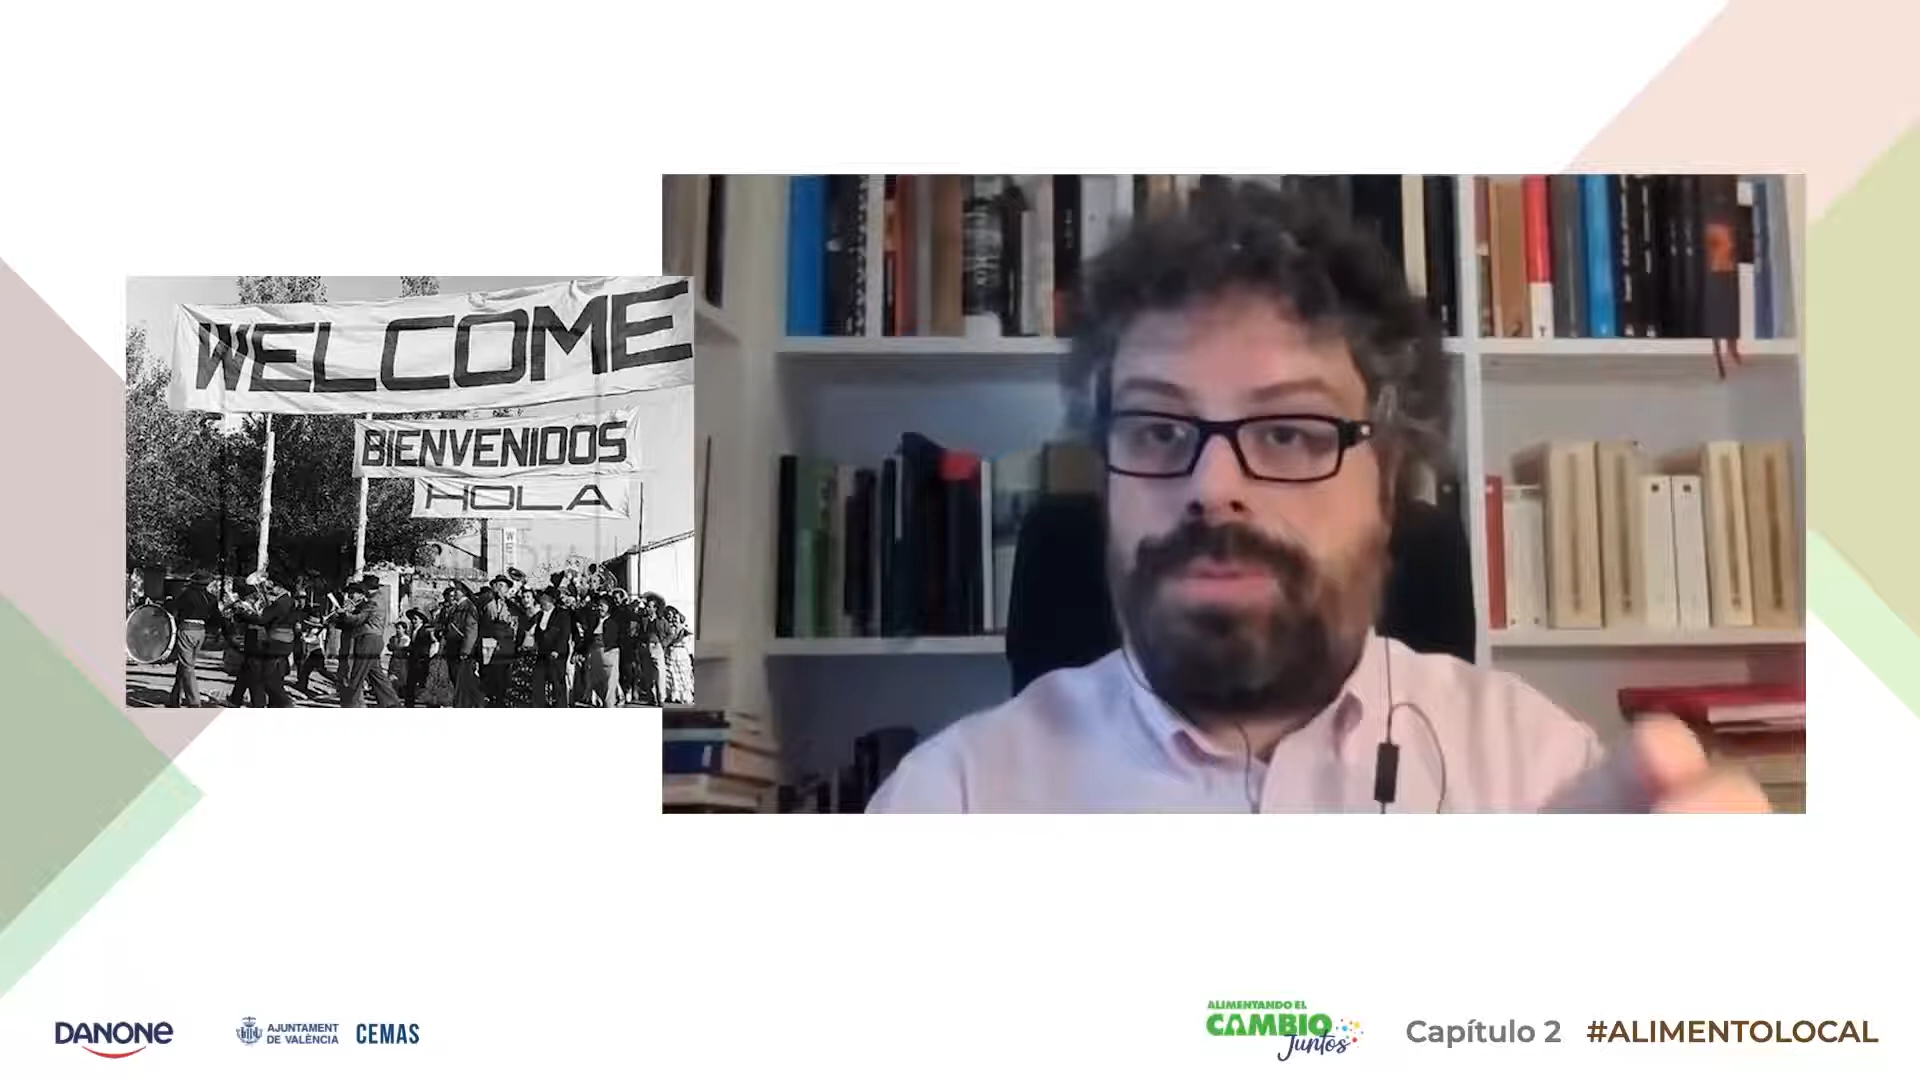 WELCOME
BIENVENIDOS
HOLA
DANONE
AJUNTAMENT
DE VALÈNCIA
CEMAS
ALIMENTANDO EL
CAMBIO
Juntos
Capítulo 2
#ALIMENTOLOCAL